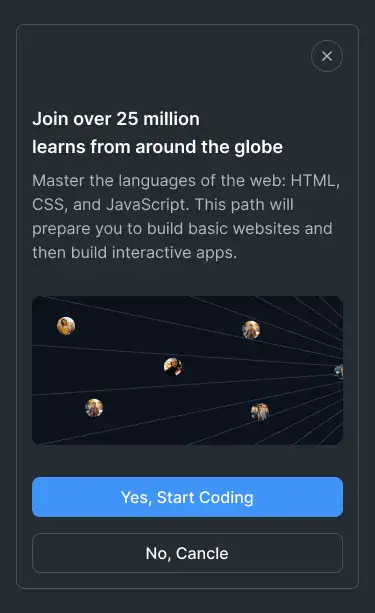 Join over 25 million
learns from around the globe
Master the languages of the web: HTML,
CSS, and JavaScript. This path will
prepare you to build basic websites and
then build interactive apps.
Yes, Start Coding
No, Cancle